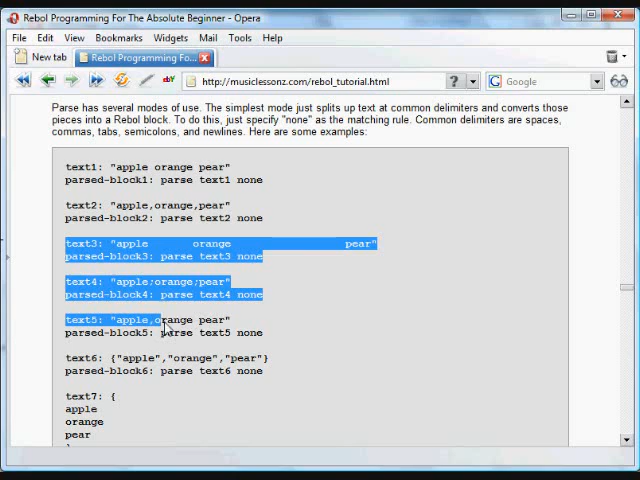 Rebol Programming For The Absolute Beginner - Opera
File Edit View Bookmarks Widgets Mail Tools Help
New tab Rebol Programming Fo...
http://musiclessonz.com/rebol_tutorial.html ? Google
Parse has several modes of use. The simplest mode just splits up text at common delimiters and converts those
pieces into a Rebol block. To do this, just specify "none" as the matching rule. Common delimiters are spaces,
commas, tabs, semicolons, and newlines. Here are some examples:
text1: "apple orange pear"
parsed-block1: parse text1 none
text2: "apple,orange,pear"
parsed-block2: parse text2 none
text3: "apple orange pear"
parsed-block3: parse text3 none
text4: "apple;orange;pear"
parsed-block4: parse text4 none
text5: "apple,orange pear"
parsed-block5: parse text5 none
text6: {"apple","orange","pear"}
parsed-block6: parse text6 none
text7: {
apple
orange
pear